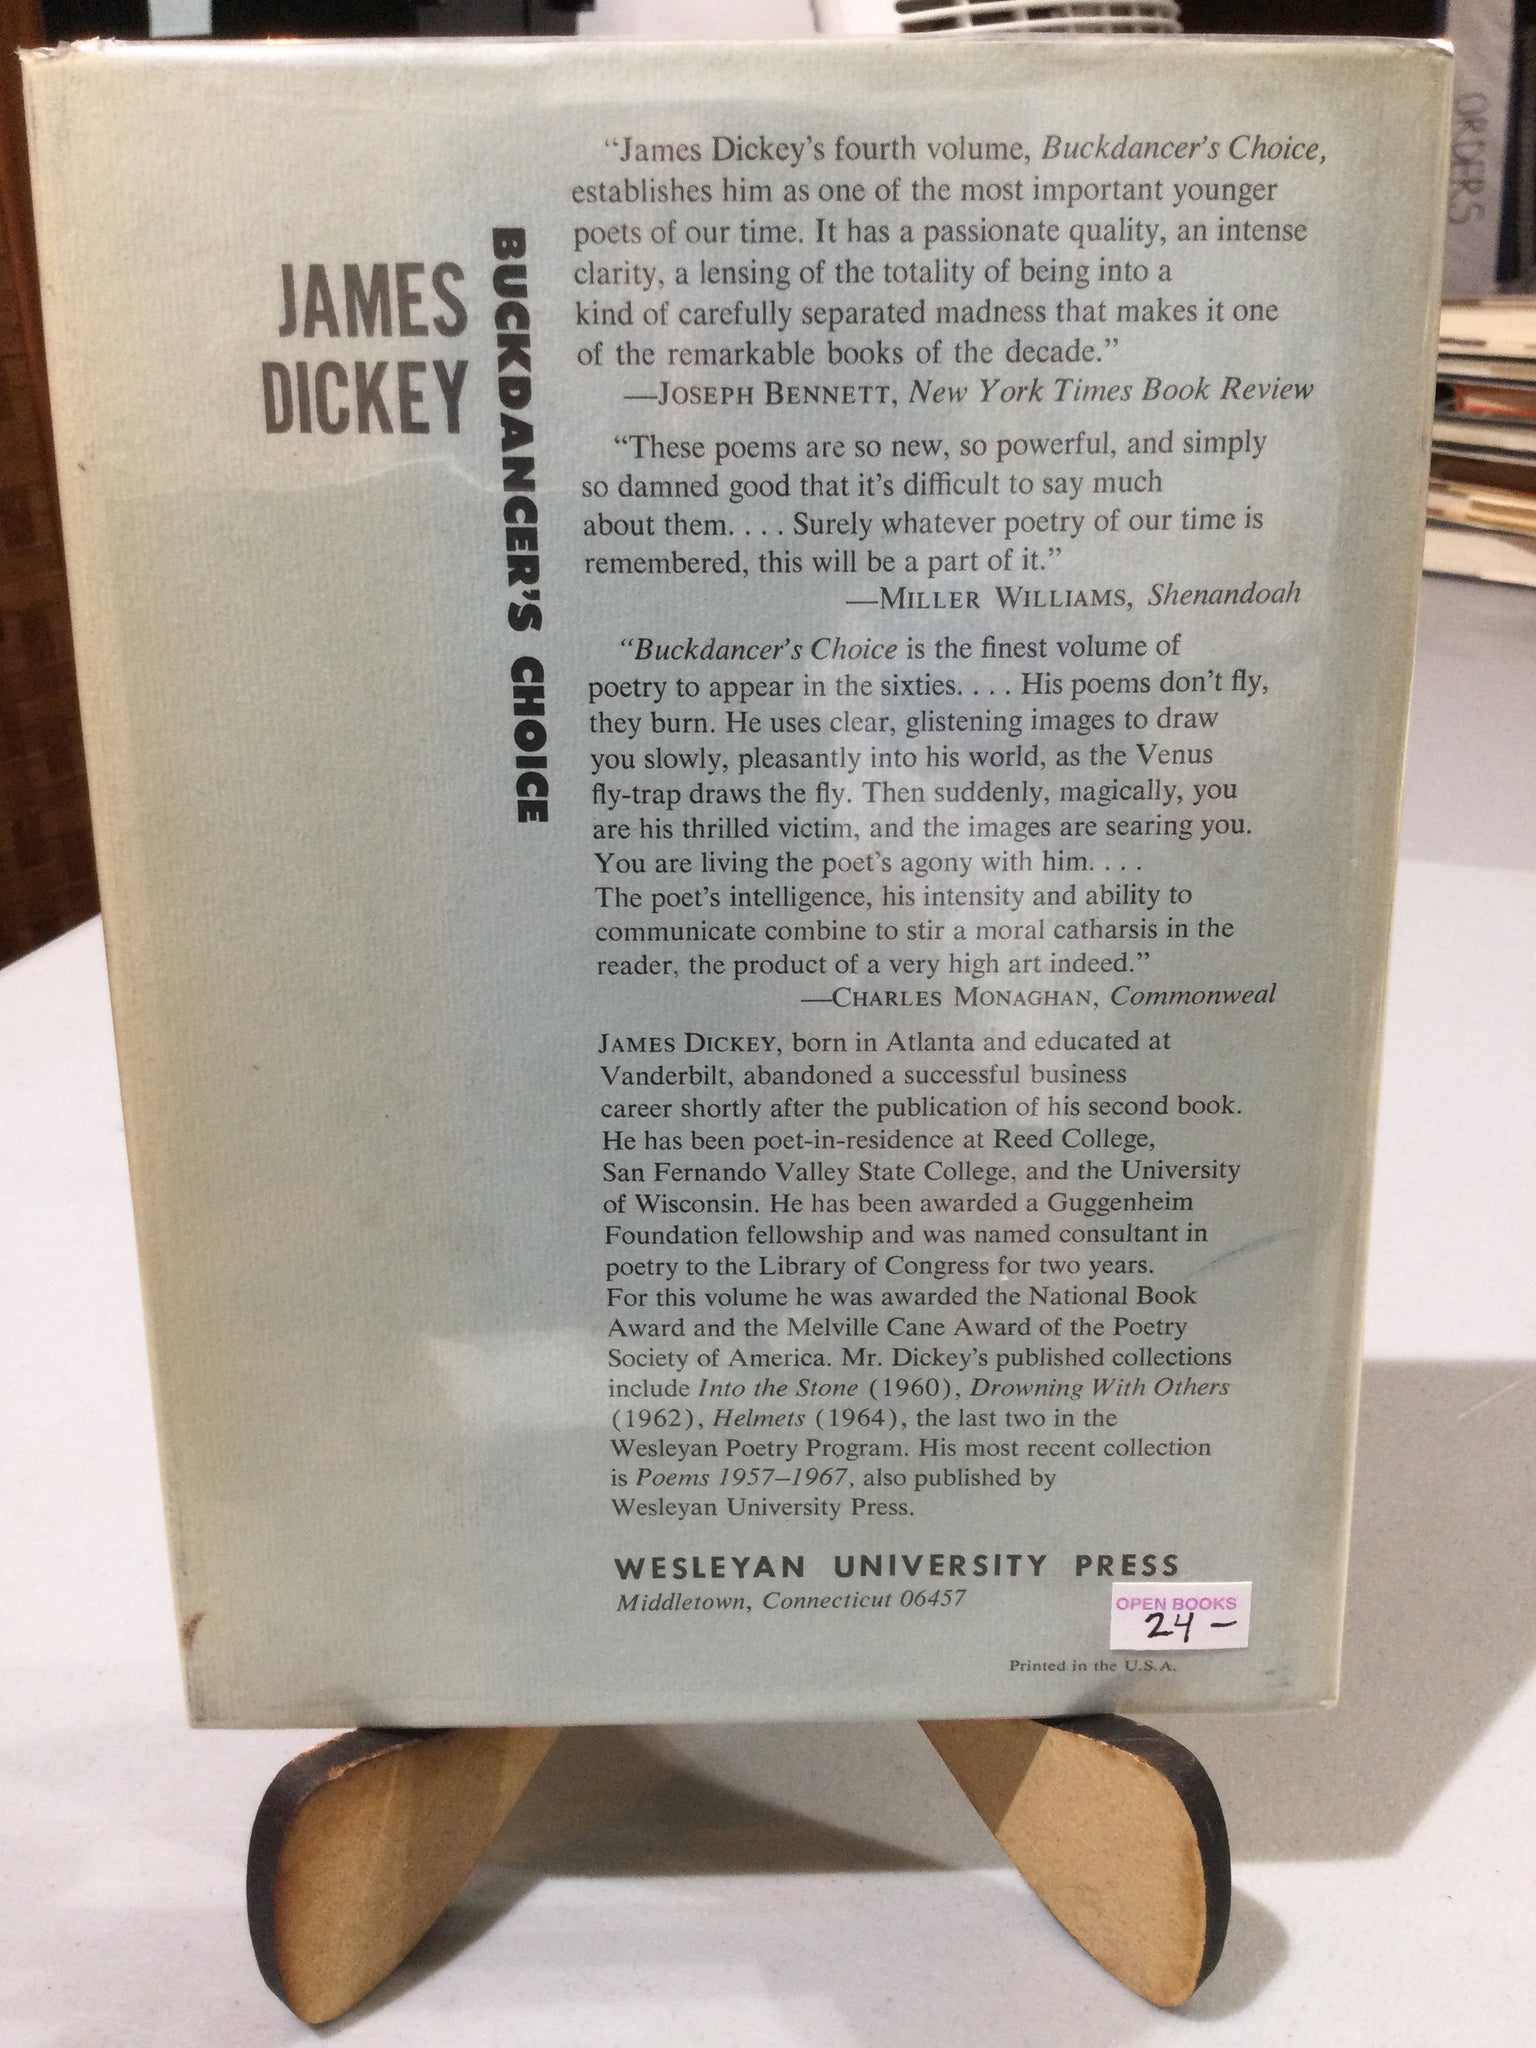 JAMES
DICKEY
BUCKDANCER'S CHOICE
"James Dickey's fourth volume, Buckdancer's Choice,
establishes him as one of the most important younger
poets of our time. It has a passionate quality, an intense
clarity, a lensing of the totality of being into a
kind of carefully separated madness that makes it one
of the remarkable books of the decade."
—JOSEPH BENNETT, New York Times Book Review
"These poems are so new, so powerful, and simply
so damned good that it's difficult to say much
about them. . . . Surely whatever poetry of our time is
remembered, this will be a part of it."
—MILLER WILLIAMS, Shenandoah
"Buckdancer's Choice is the finest volume of
poetry to appear in the sixties. . . . His poems don't fly,
they burn. He uses clear, glistening images to draw
you slowly, pleasantly into his world, as the Venus
fly-trap draws the fly. Then suddenly, magically, you
are his thrilled victim, and the images are searing you.
You are living the poet's agony with him. . . .
The poet's intelligence, his intensity and ability to
communicate combine to stir a moral catharsis in the
reader, the product of a very high art indeed."
—CHARLES MONAGHAN, Commonweal
JAMES DICKEY, born in Atlanta and educated at
Vanderbilt, abandoned a successful business
career shortly after the publication of his second book.
He has been poet-in-residence at Reed College,
San Fernando Valley State College, and the University
of Wisconsin. He has been awarded a Guggenheim
Foundation fellowship and was named consultant in
poetry to the Library of Congress for two years.
For this volume he was awarded the National Book
Award and the Melville Cane Award of the Poetry
Society of America. Mr. Dickey's published collections
include Into the Stone (1960), Drowning With Others
(1962), Helmets (1964), the last two in the
Wesleyan Poetry Program. His most recent collection
is Poems 1957–1967, also published by
Wesleyan University Press.
WESLEYAN UNIVERSITY PRESS
Middletown, Connecticut 06457
OPEN BOOKS
24 –
Printed in the U.S.A.
ORDERS